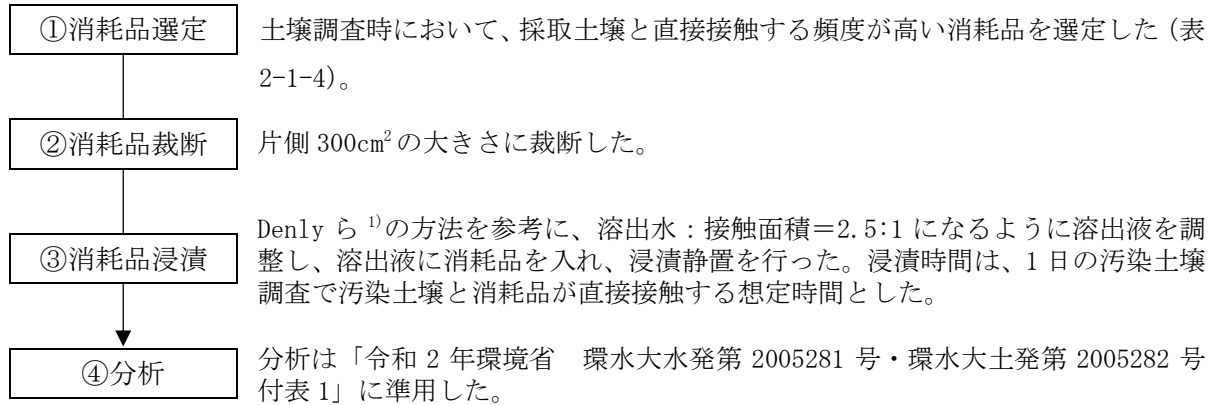 ①消耗品選定
土壌調査時において、採取土壌と直接接触する頻度が高い消耗品を選定した（表
2-1-4）。
②消耗品裁断
片側 300cm²の大きさに裁断した。
③消耗品浸漬
Denly ら ¹⁾の方法を参考に、溶出水：接触面積＝2.5:1 になるように溶出液を調
整し、溶出液に消耗品を入れ、浸漬静置を行った。浸漬時間は、1 日の汚染土壌
調査で汚染土壌と消耗品が直接接触する想定時間とした。
④分析
分析は「令和 2 年環境省　環水大水発第 2005281 号・環水大土発第 2005282 号
付表 1」に準用した。